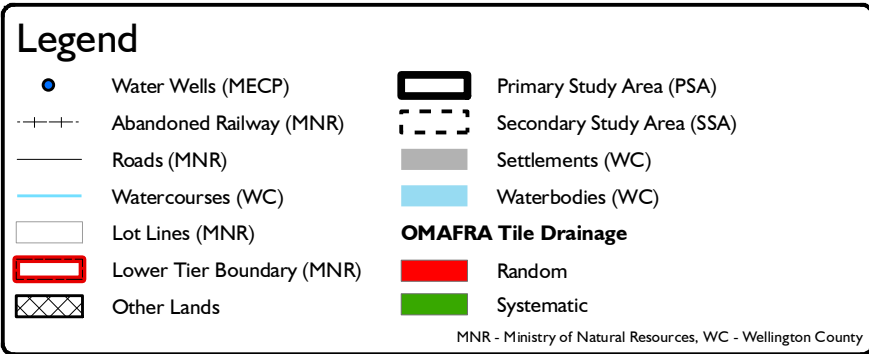 Legend
Water Wells (MECP)
Abandoned Railway (MNR)
Roads (MNR)
Watercourses (WC)
Lot Lines (MNR)
Lower Tier Boundary (MNR)
Other Lands
Primary Study Area (PSA)
Secondary Study Area (SSA)
Settlements (WC)
Waterbodies (WC)
OMAFRA Tile Drainage
Random
Systematic
MNR - Ministry of Natural Resources, WC - Wellington County